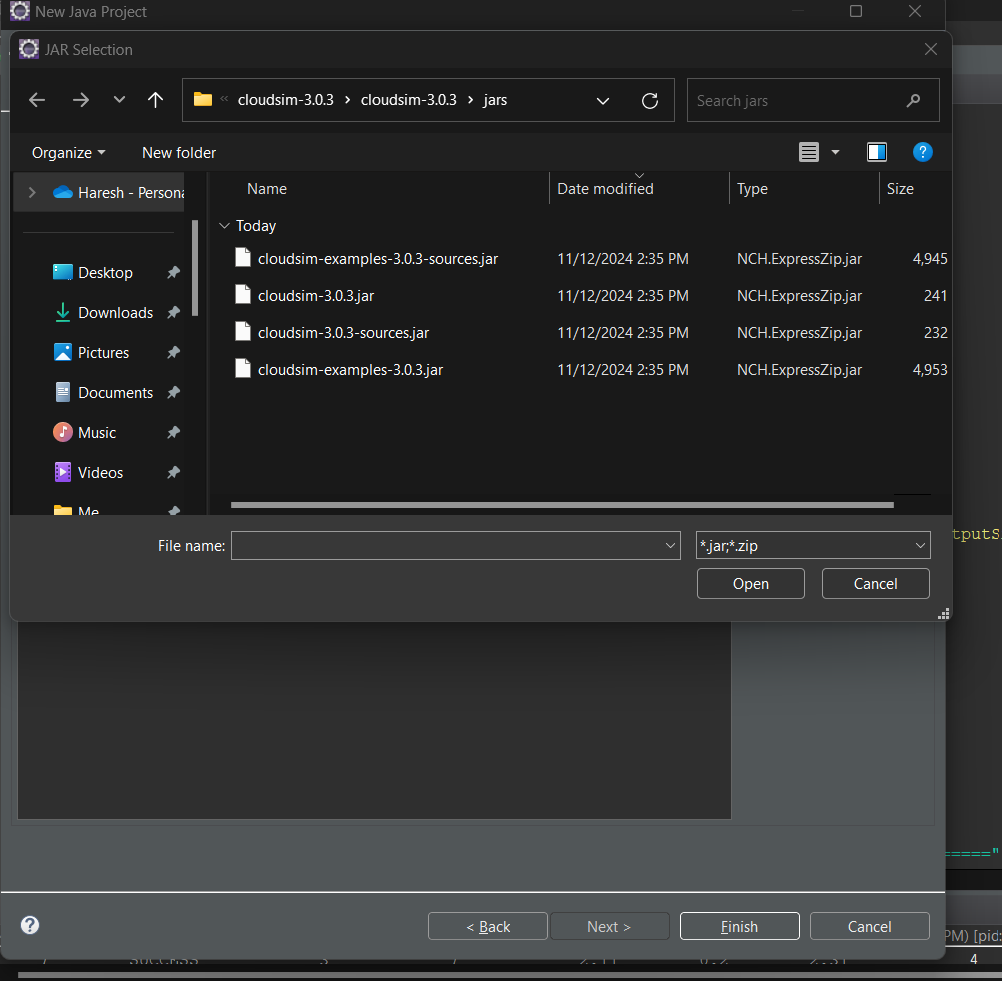 New Java Project
JAR Selection
« cloudsim-3.0.3 › cloudsim-3.0.3 › jars
Search jars
Organize
New folder
?
Name
Date modified
Type
Size
Haresh - Persona
Today
cloudsim-examples-3.0.3-sources.jar 11/12/2024 2:35 PM NCH.ExpressZip.jar 4,945
cloudsim-3.0.3.jar 11/12/2024 2:35 PM NCH.ExpressZip.jar 241
cloudsim-3.0.3-sources.jar 11/12/2024 2:35 PM NCH.ExpressZip.jar 232
cloudsim-examples-3.0.3.jar 11/12/2024 2:35 PM NCH.ExpressZip.jar 4,953
Desktop
Downloads
Pictures
Documents
Music
Videos
Me
tputS
File name:
*.jar;*.zip
Open
Cancel
====="
?
< Back
Next >
Finish
Cancel
PM) [pid:
4